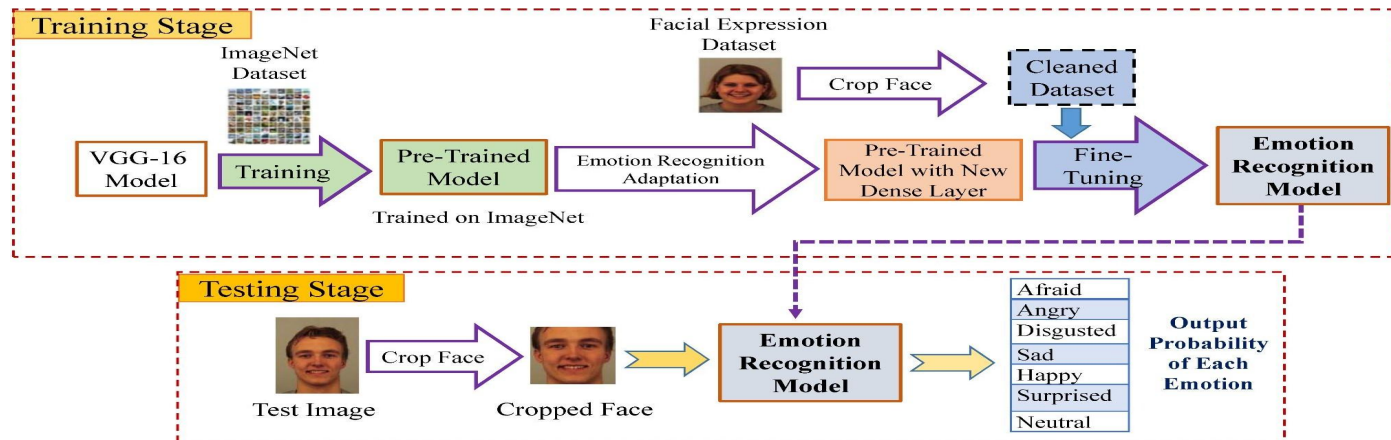 Training Stage
ImageNet
Dataset
Facial Expression
Dataset
Crop Face
Cleaned
Dataset
VGG-16
Model
Training
Pre-Trained
Model
Trained on ImageNet
Emotion Recognition
Adaptation
Pre-Trained
Model with New
Dense Layer
Fine-
Tuning
Emotion
Recognition
Model
Testing Stage
Test Image
Crop Face
Cropped Face
Emotion
Recognition
Model
Afraid
Angry
Disgusted
Sad
Happy
Surprised
Neutral
Output
Probability
of Each
Emotion